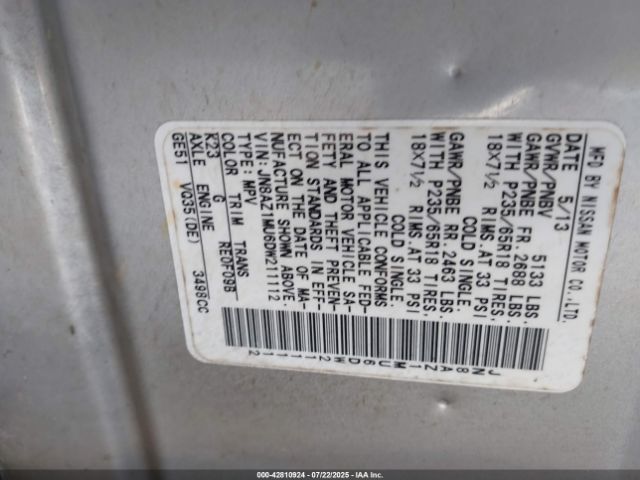 MFD BY NISSAN MOTOR CO.,LTD.
DATE 5/13
GVWR/PNBV 5133 LBS.
GAWR/PNBE FR 2688 LBS.
WITH P235/65R18 TIRES,
18X7½ RIMS.AT 33 PSI
COLD SINGLE.
GAWR/PNBE RR. 2463 LBS.
WITH P235/65R18 TIRES,
18X7½ RIMS.AT 33 PSI
COLD SINGLE.
THIS VEHICLE CONFORMS
TO ALL APPLICABLE FED-
ERAL MOTOR VEHICLE SA-
FETY AND THEFT PREVEN-
TION STANDARDS IN EFF-
ECT ON THE DATE OF MA-
NUFACTURE SHOWN ABOVE.
VIN:JN8AZ1MU6DW211112
TYPE:MPV
COLOR TRIM TRANS
K23 G RE0F09B
AXLE ENGINE
GE51 VQ35(DE) 3498CC
JN8AZ1MU6DW211112
000-42810924 - 07/22/2025 - IAA, Inc.